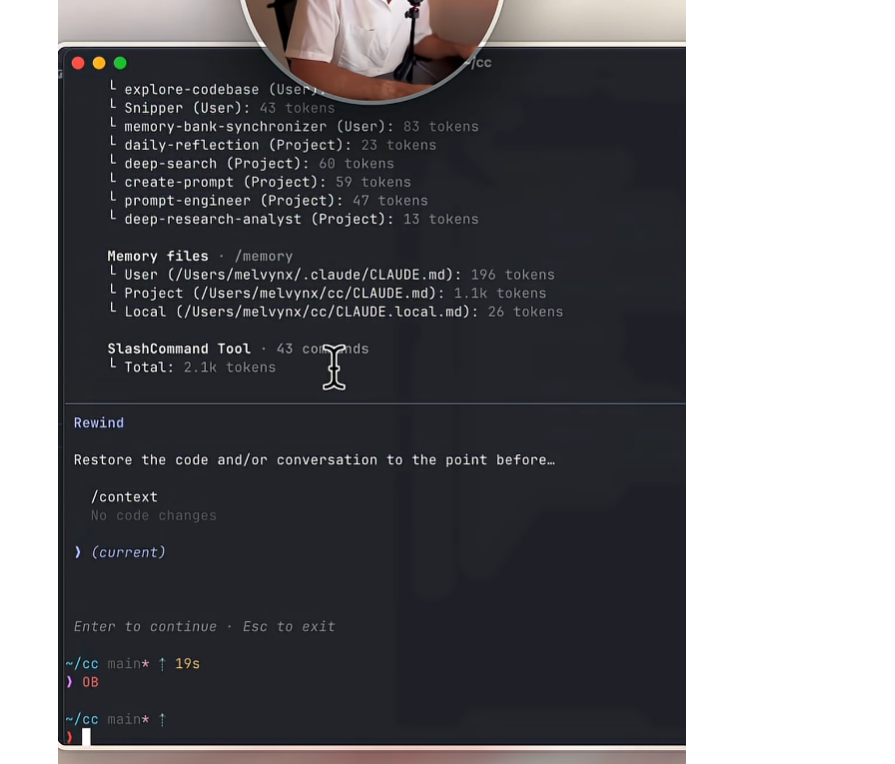 ~/cc
└ explore-codebase (User):
└ Snipper (User): 43 tokens
└ memory-bank-synchronizer (User): 83 tokens
└ daily-reflection (Project): 23 tokens
└ deep-search (Project): 60 tokens
└ create-prompt (Project): 59 tokens
└ prompt-engineer (Project): 47 tokens
└ deep-research-analyst (Project): 13 tokens
Memory files · /memory
└ User (/Users/melvynx/.claude/CLAUDE.md): 196 tokens
└ Project (/Users/melvynx/cc/CLAUDE.md): 1.1k tokens
└ Local (/Users/melvynx/cc/CLAUDE.local.md): 26 tokens
SlashCommand Tool · 43
└ Total: 2.1k tokens
Rewind
Restore the code and/or conversation to the point before…
/context
No code changes
❯ (current)
Enter to continue · Esc to exit
~/cc main* ↑ 19s
❯ OB
~/cc main* ↑
❯